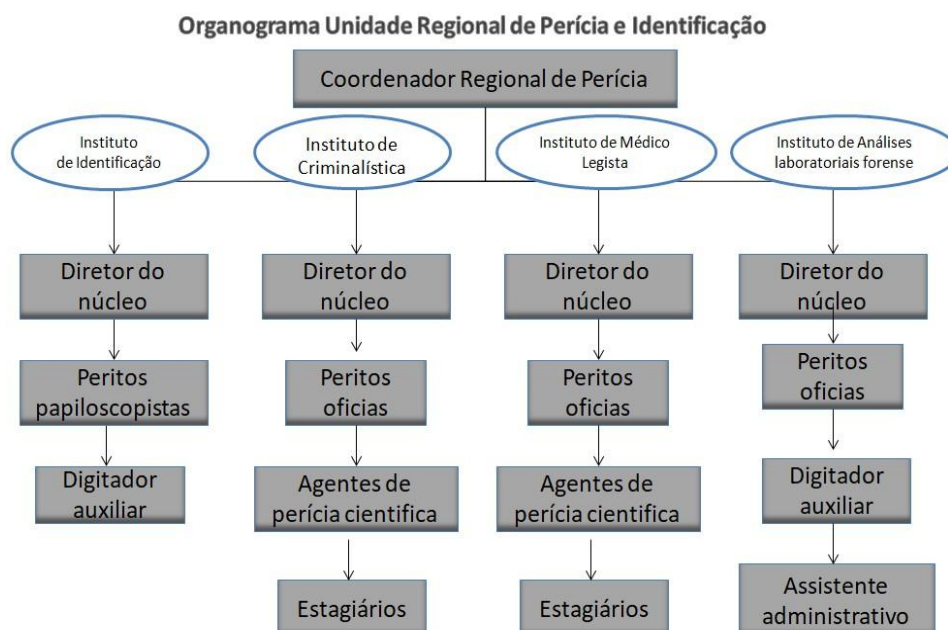 Organograma Unidade Regional de Perícia e Identificação
Coordenador Regional de Perícia
Instituto
de Identificação
Instituto de
Criminalística
Instituto de Médico
Legista
Instituto de Análises
laboratoriais forense
Diretor do
núcleo
Diretor do
núcleo
Diretor do
núcleo
Diretor do
núcleo
Peritos
papiloscopistas
Peritos
oficias
Peritos
oficias
Peritos
oficias
Digitador
auxiliar
Agentes de
perícia cientifica
Agentes de
perícia cientifica
Digitador
auxiliar
Estagiários
Estagiários
Assistente
administrativo